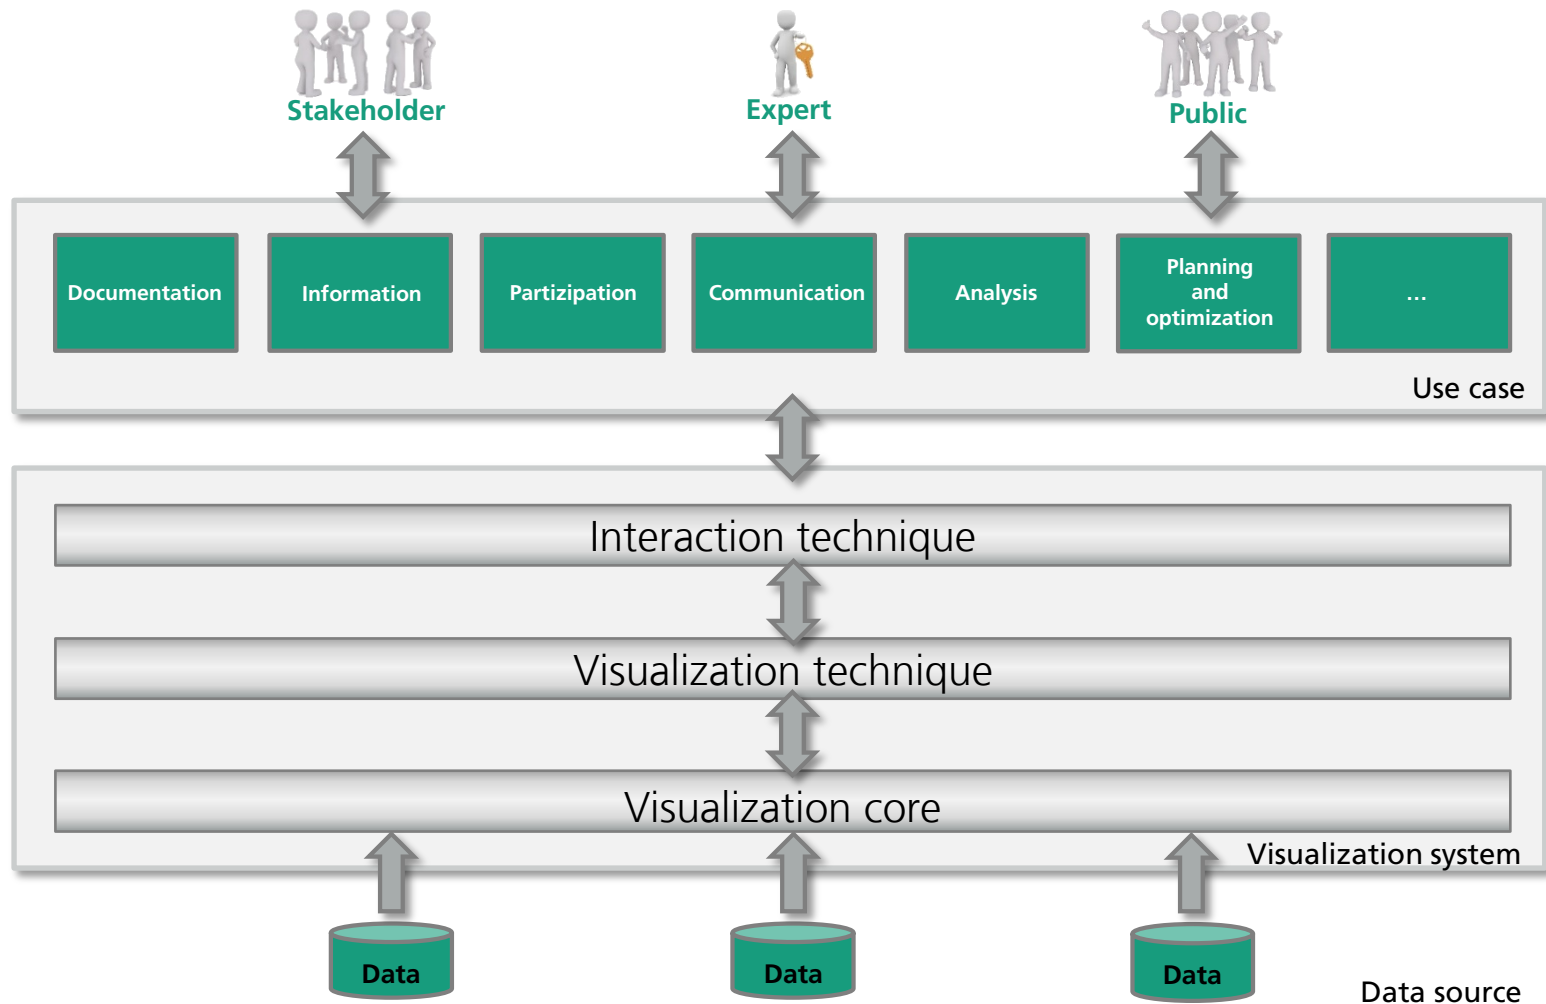 Stakeholder
Expert
Public
Documentation
Information
Partizipation
Communication
Analysis
Planning
and
optimization
...
Use case
Interaction technique
Visualization technique
Visualization core
Visualization system
Data
Data
Data
Data source